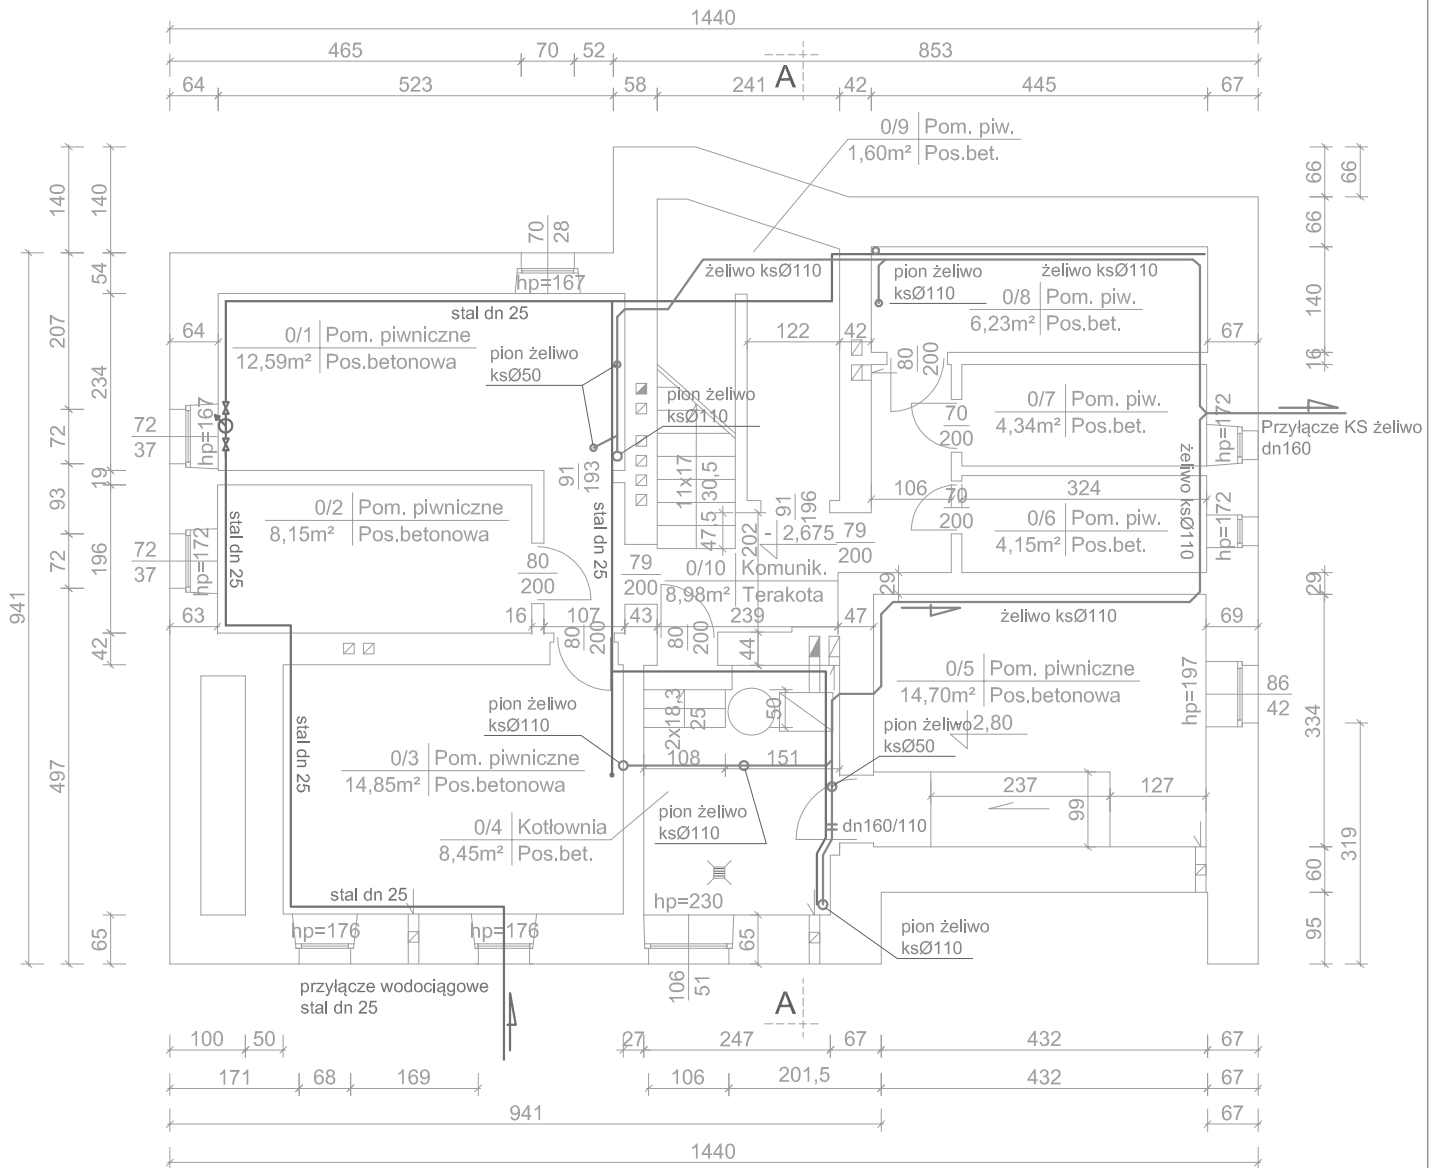 1440
465 70 52 853
64 523 58 241 42 445 67
A
0/9 Pom. piw.
1,60m² Pos.bet.
140 140 66 66
66
70
28
54
hp=167
żeliwo ksØ110
pion żeliwo
ksØ110
żeliwo ksØ110
0/8 Pom. piw.
6,23m² Pos.bet.
140
stal dn 25
64
0/1 Pom. piwniczne
12,59m² Pos.betonowa
207
234
pion żeliwo
ksØ50
122 42
67
80
200
16
pion żeliwo
ksØ110
0/7 Pom. piw.
4,34m² Pos.bet.
70
200
hp=172
Przyłącze KS żeliwo
dn160
72
37
hp=167
72
19
91
193
11x17
30,5
żeliwo ksØ110
93
0/2 Pom. piwniczne
8,15m² Pos.betonowa
stal dn 25
stal dn 25
47,5
202
91
196
- 2,675
106 70 324
200
0/6 Pom. piw.
4,15m² Pos.bet.
hp=172
72
37
hp=172
72
196
80
200
79
200
79
200
0/10 Komunik.
8,98m² Terakota
29
29
941
63 16 107 43 239 47 69
80
200
80
200
44
żeliwo ksØ110
42
0/5 Pom. piwniczne
14,70m² Pos.betonowa
hp=197
86
42
334
pion żeliwo
ksØ110
2x18,3
25
50
pion żeliwo
ksØ50
- 2,80
stal dn 25
0/3 Pom. piwniczne
14,85m² Pos.betonowa
108 151
237 127
99
497
0/4 Kotłownia
8,45m² Pos.bet.
pion żeliwo
ksØ110
dn160/110
319
60
stal dn 25
hp=230
hp=176
hp=176
65
65
95
pion żeliwo
ksØ110
106
51
przyłącze wodociągowe
stal dn 25
A
100 50 27 247 67 432 67
171 68 169 106 201,5 432 67
941 67
1440